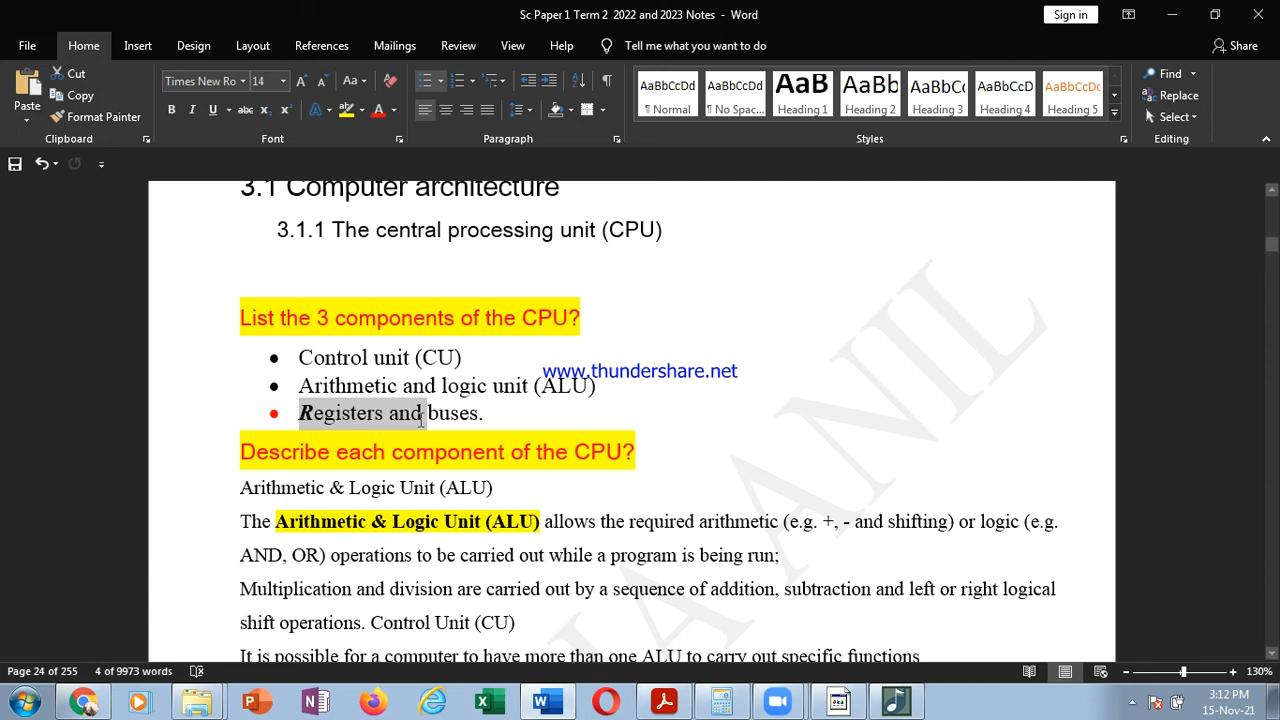 Sc Paper 1 Term 2 2022 and 2023 Notes - Word
Sign in
File Home Insert Design Layout References Mailings Review View Help Tell me what you want to do Share
Paste
Cut
Copy
Format Painter
Clipboard
Times New Ro 14
Font
Paragraph
AaBbCcDd AaBbCcDd AaB AaBb AaBbCc AaBbCcD AaBbCcDd
¶ Normal ¶ No Spac... Heading 1 Heading 2 Heading 3 Heading 4 Heading 5
Styles
Find
Replace
Select
Editing
3.1 Computer architecture
3.1.1 The central processing unit (CPU)
List the 3 components of the CPU?
• Control unit (CU)
www.thundershare.net
• Arithmetic and logic unit (ALU)
• Registers and buses.
Describe each component of the CPU?
Arithmetic & Logic Unit (ALU)
The Arithmetic & Logic Unit (ALU) allows the required arithmetic (e.g. +, - and shifting) or logic (e.g.
AND, OR) operations to be carried out while a program is being run;
Multiplication and division are carried out by a sequence of addition, subtraction and left or right logical
shift operations. Control Unit (CU)
It is possible for a computer to have more than one ALU to carry out specific functions
ANIL
Page 24 of 255 4 of 9973 words 130%
3:12 PM
15-Nov-21